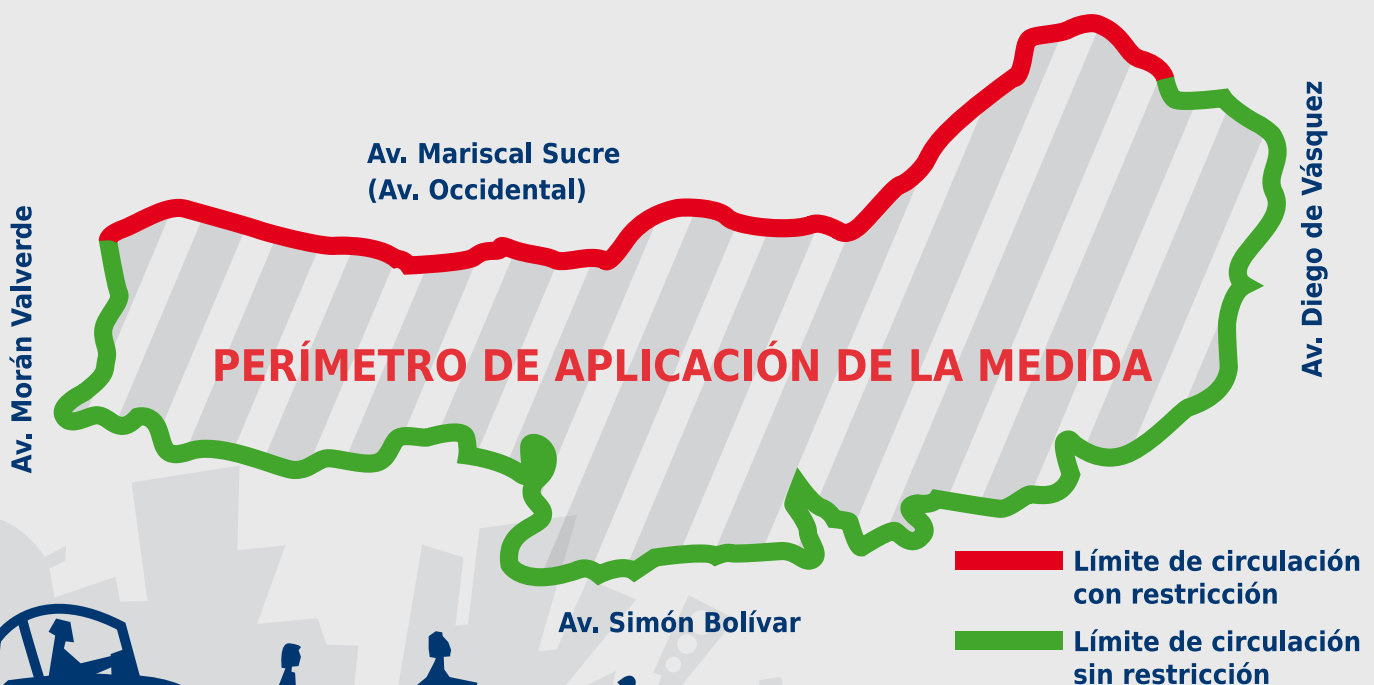 Av. Mariscal Sucre
(Av. Occidental)
Av. Morán Valverde
Av. Diego de Vásquez
PERÍMETRO DE APLICACIÓN DE LA MEDIDA
Av. Simón Bolívar
Límite de circulación
con restricción
Límite de circulación
sin restricción